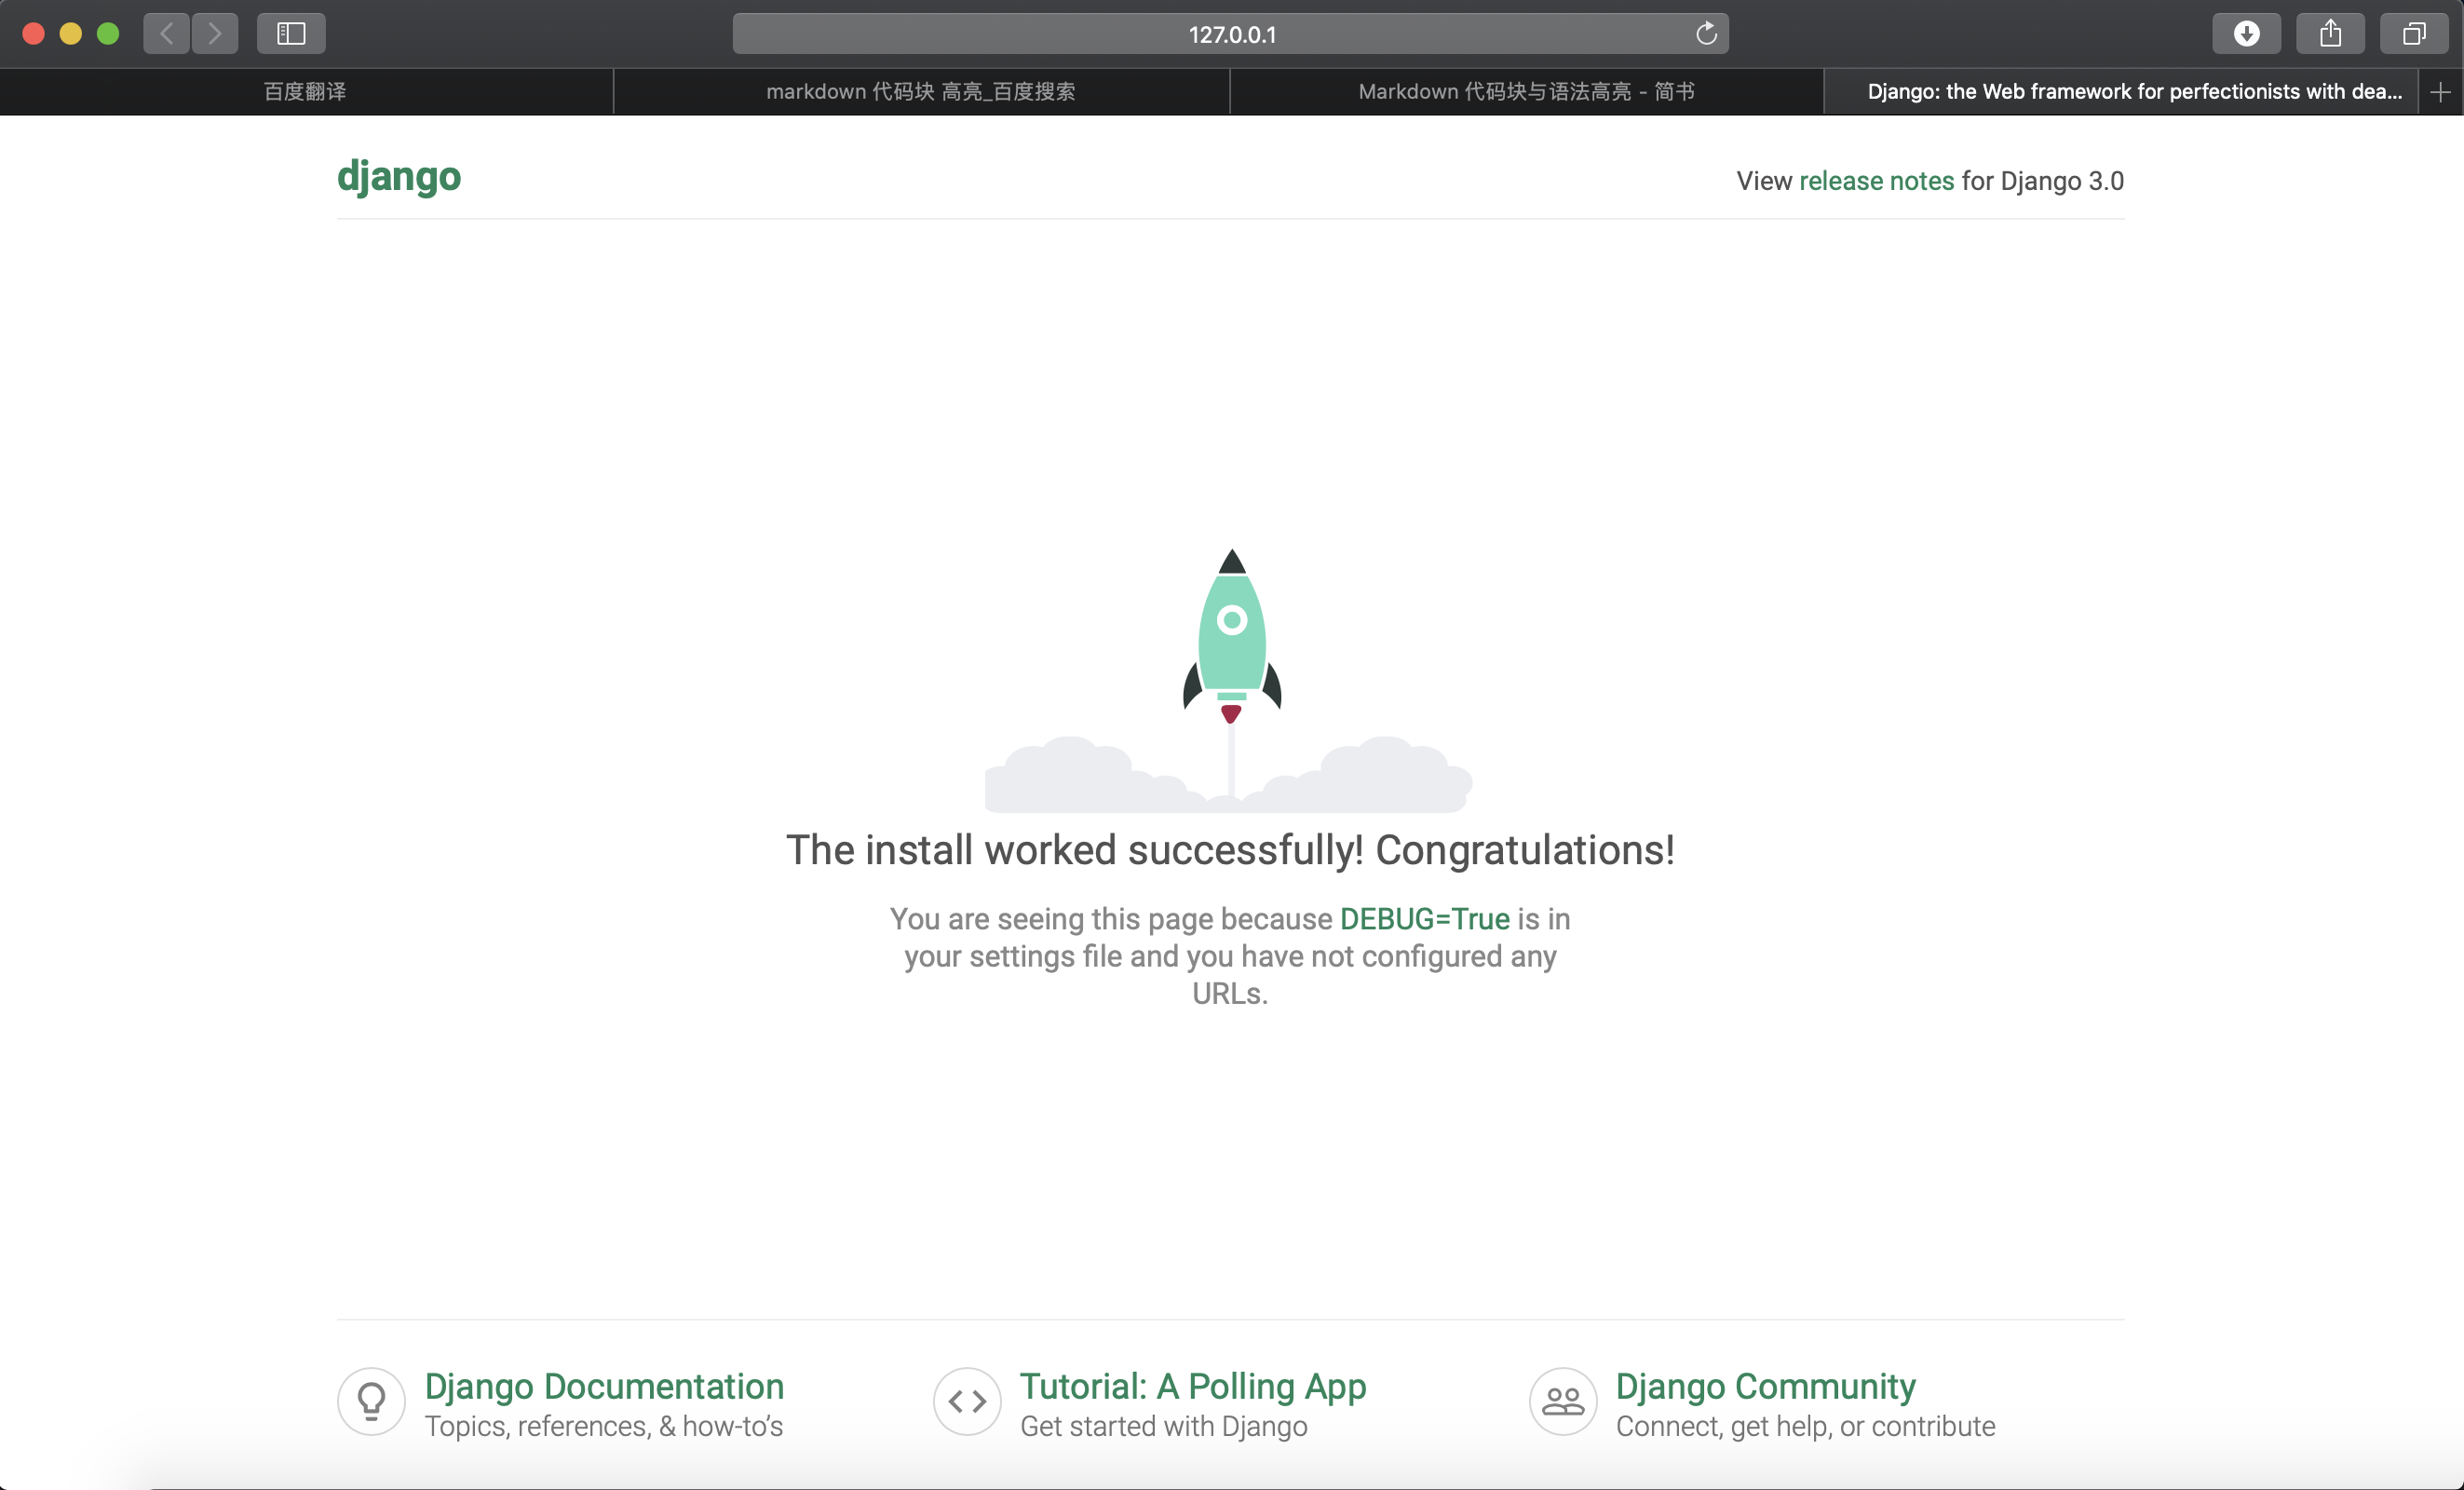 127.0.0.1
百度翻译
markdown 代码块 高亮_百度搜索
Markdown 代码块与语法高亮 - 简书
Django: the Web framework for perfectionists with dea...
django
View release notes for Django 3.0
The install worked successfully! Congratulations!
You are seeing this page because DEBUG=True is in
your settings file and you have not configured any
URLs.
Django Documentation
Topics, references, & how-to’s
Tutorial: A Polling App
Get started with Django
Django Community
Connect, get help, or contribute